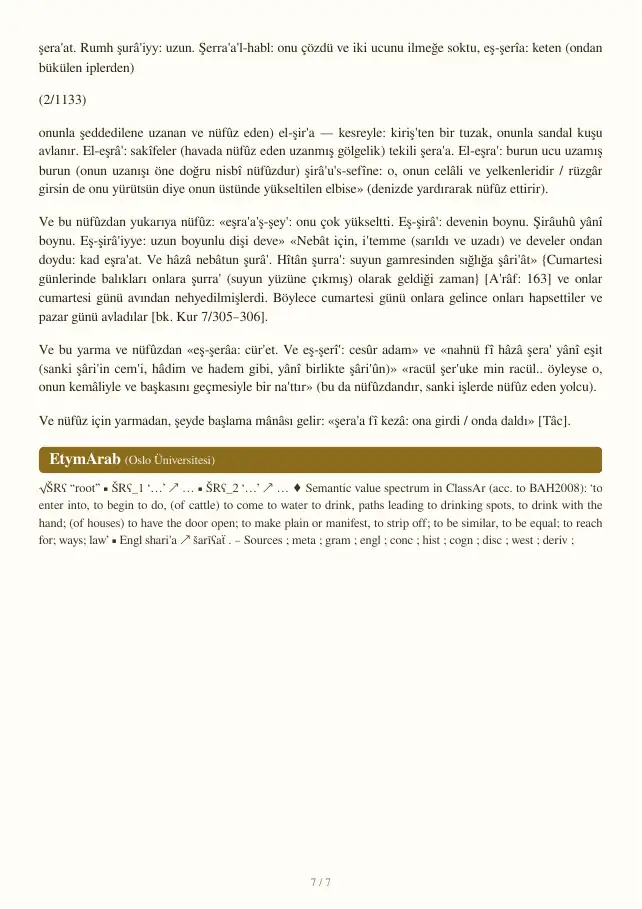 şera'at. Rumh şurâ'iyy: uzun. Şerra'a'l-habl: onu çözdü ve iki ucunu ilmeğe soktu, eş-şerîa: keten (ondan
bükülen iplerden)
(2/1133)
onunla şeddedilene uzanan ve nüfûz eden) el-şir'a — kesreyle: kiriş'ten bir tuzak, onunla sandal kuşu
avlanır. El-eşrâ': sakîfeler (havada nüfûz eden uzanmış gölgelik) tekili şera'a. El-eşra': burun ucu uzamış
burun (onun uzanışı öne doğru nisbî nüfûzdur) şirâ'u's-sefîne: o, onun celâli ve yelkenleridir / rüzgâr
girsin de onu yürütsün diye onun üstünde yükseltilen elbise» (denizde yardırarak nüfûz ettirir).
Ve bu nüfûzdan yukarıya nüfûz: «eşra'a'ş-şey': onu çok yükseltti. Eş-şirâ': devenin boynu. Şirâuhû yânî
boynu. Eş-şirâ'iyye: uzun boyunlu dişi deve» «Nebât için, i'temme (sarıldı ve uzadı) ve develer ondan
doydu: kad eşra'at. Ve hâzâ nebâtun şurâ'. Hîtân şurra': suyun gamresinden sığlığa şâri'ât» {Cumartesi
günlerinde balıkları onlara şurra' (suyun yüzüne çıkmış) olarak geldiği zaman} [A'râf: 163] ve onlar
cumartesi günü avından nehyedilmişlerdi. Böylece cumartesi günü onlara gelince onları hapsettiler ve
pazar günü avladılar [bk. Kur 7/305–306].
Ve bu yarma ve nüfûzdan «eş-şerâa: cür'et. Ve eş-şerî': cesûr adam» ve «nahnü fî hâzâ şera' yânî eşit
(sanki şâri'in cem'i, hâdim ve hadem gibi, yânî birlikte şâri'ûn)» «racül şer'uke min racül.. öyleyse o,
onun kemâliyle ve başkasını geçmesiyle bir na'ttır» (bu da nüfûzdandır, sanki işlerde nüfûz eden yolcu).
Ve nüfûz için yarmadan, şeyde başlama mânâsı gelir: «şera'a fî kezâ: ona girdi / onda daldı» [Tâc].
EtymArab (Oslo Üniversitesi)
√ŠRʕ “root” ▪ ŠRʕ_1 ‘…’ ↗ … ▪ ŠRʕ_2 ‘…’ ↗ … ♦ Semantic value spectrum in ClassAr (acc. to BAH2008): ‘to
enter into, to begin to do, (of cattle) to come to water to drink, paths leading to drinking spots, to drink with the
hand; (of houses) to have the door open; to make plain or manifest, to strip off; to be similar, to be equal; to reach
for; ways; law’ ▪ Engl shari'a ↗ šarīʕaẗ . – Sources ; meta ; gram ; engl ; conc ; hist ; cogn ; disc ; west ; deriv ;
7 / 7